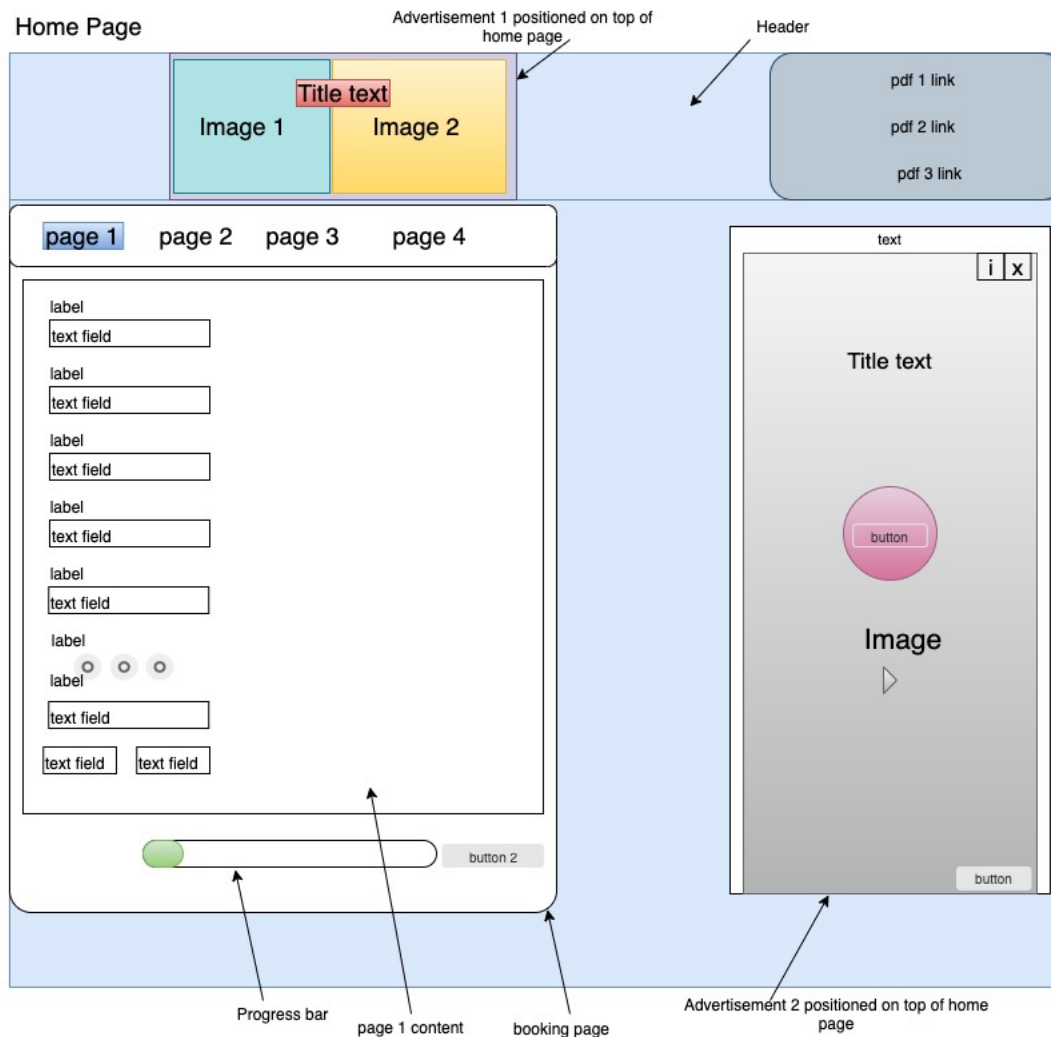 Home Page
Advertisement 1 positioned on top of
home page
Header
Title text
Image 1
Image 2
pdf 1 link
pdf 2 link
pdf 3 link
page 1
page 2
page 3
page 4
label
text field
label
text field
label
text field
label
text field
label
text field
label
label
text field
text field
text field
button 2
text
i
x
Title text
button
Image
button
Progress bar
page 1 content
booking page
Advertisement 2 positioned on top of home
page